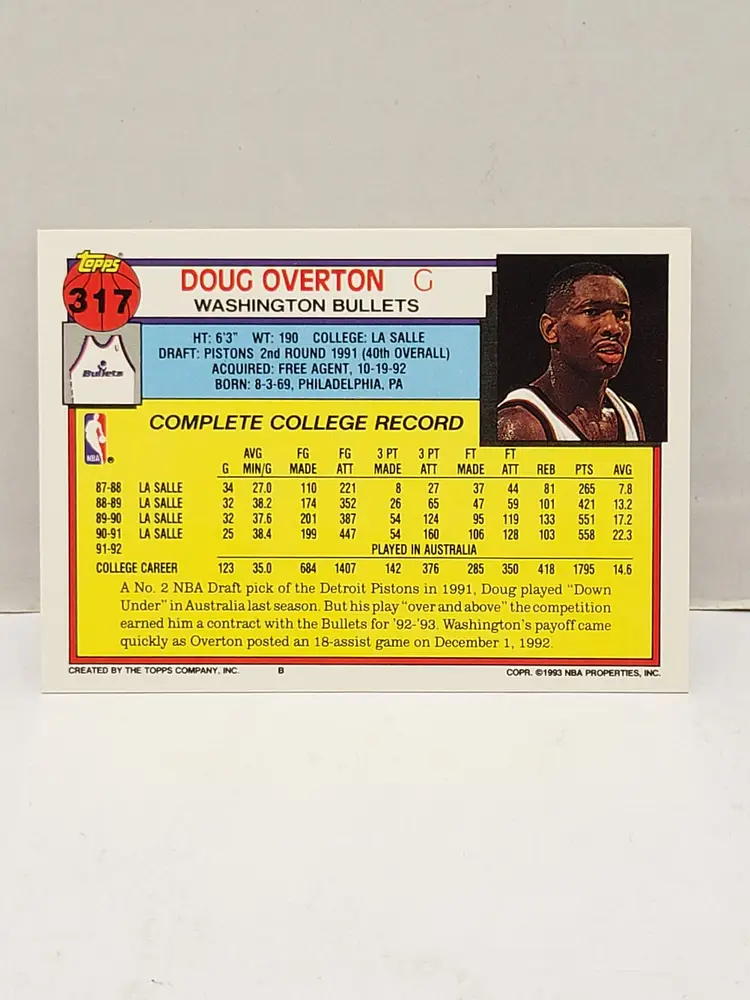 TOPPS
317
DOUG OVERTON G
WASHINGTON BULLETS
Bullets
HT: 6'3" WT: 190 COLLEGE: LA SALLE
DRAFT: PISTONS 2nd ROUND 1991 (40th OVERALL)
ACQUIRED: FREE AGENT, 10-19-92
BORN: 8-3-69, PHILADELPHIA, PA
NBA
COMPLETE COLLEGE RECORD
G AVG MIN/G FG MADE FG ATT 3 PT MADE 3 PT ATT FT MADE FT ATT REB PTS AVG
87-88 LA SALLE 34 27.0 110 221 8 27 37 44 81 265 7.8
88-89 LA SALLE 32 38.2 174 352 26 65 47 59 101 421 13.2
89-90 LA SALLE 32 37.6 201 387 54 124 95 119 133 551 17.2
90-91 LA SALLE 25 38.4 199 447 54 160 106 128 103 558 22.3
91-92 PLAYED IN AUSTRALIA
COLLEGE CAREER 123 35.0 684 1407 142 376 285 350 418 1795 14.6
A No. 2 NBA Draft pick of the Detroit Pistons in 1991, Doug played "Down
Under" in Australia last season. But his play "over and above" the competition
earned him a contract with the Bullets for '92-'93. Washington's payoff came
quickly as Overton posted an 18-assist game on December 1, 1992.
CREATED BY THE TOPPS COMPANY, INC. B COPR. ©1993 NBA PROPERTIES, INC.